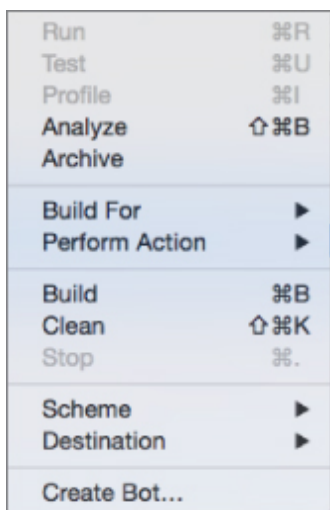 Run ⌘R
Test ⌘U
Profile ⌘I
Analyze ⇧⌘B
Archive
Build For ▶
Perform Action ▶
Build ⌘B
Clean ⇧⌘K
Stop ⌘.
Scheme ▶
Destination ▶
Create Bot...